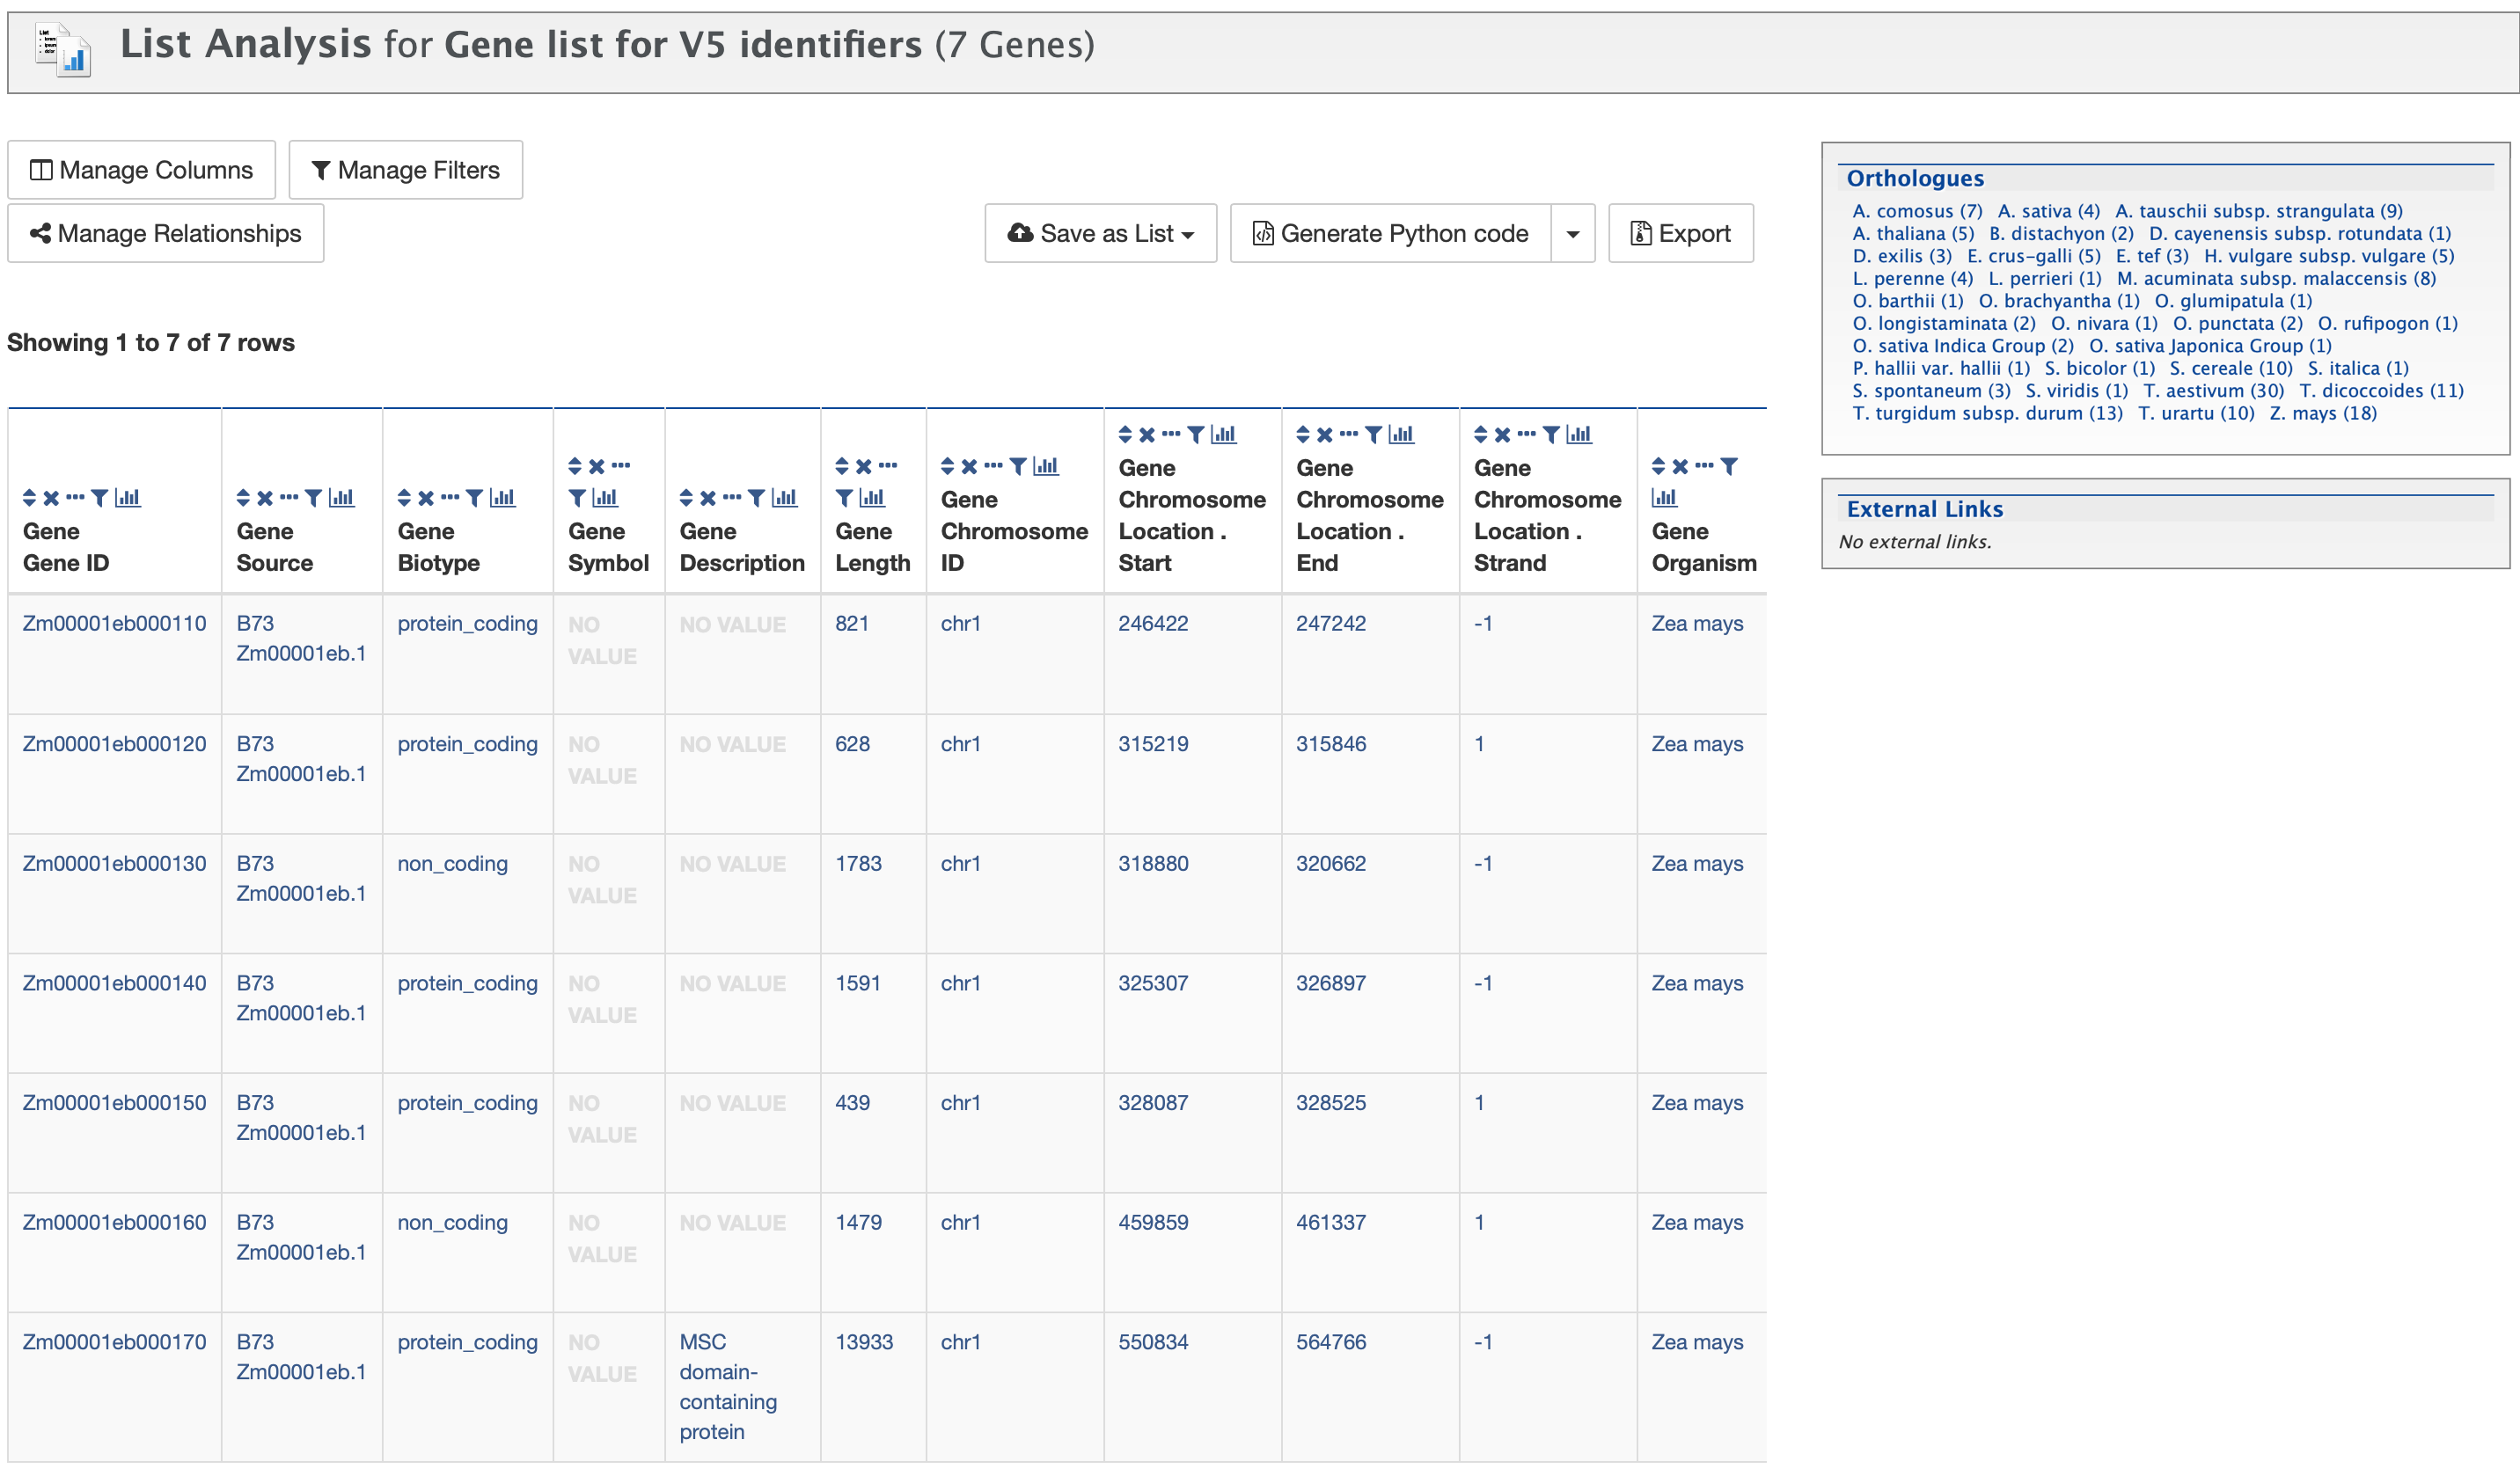 List Analysis for Gene list for V5 identifiers (7 Genes)
Manage Columns Manage Filters
Manage Relationships Save as List Generate Python code Export
Showing 1 to 7 of 7 rows
Gene Gene ID
Gene Source
Gene Biotype
Gene Symbol
Gene Description
Gene Length
Gene Chromosome ID
Gene Chromosome Location . Start
Gene Chromosome Location . End
Gene Chromosome Location . Strand
Gene Organism
Zm00001eb000110 B73 Zm00001eb.1 protein_coding NO VALUE NO VALUE 821 chr1 246422 247242 -1 Zea mays
Zm00001eb000120 B73 Zm00001eb.1 protein_coding NO VALUE NO VALUE 628 chr1 315219 315846 1 Zea mays
Zm00001eb000130 B73 Zm00001eb.1 non_coding NO VALUE NO VALUE 1783 chr1 318880 320662 -1 Zea mays
Zm00001eb000140 B73 Zm00001eb.1 protein_coding NO VALUE NO VALUE 1591 chr1 325307 326897 -1 Zea mays
Zm00001eb000150 B73 Zm00001eb.1 protein_coding NO VALUE NO VALUE 439 chr1 328087 328525 1 Zea mays
Zm00001eb000160 B73 Zm00001eb.1 non_coding NO VALUE NO VALUE 1479 chr1 459859 461337 1 Zea mays
Zm00001eb000170 B73 Zm00001eb.1 protein_coding NO VALUE MSC domain-containing protein 13933 chr1 550834 564766 -1 Zea mays
Orthologues
A. comosus (7) A. sativa (4) A. tauschii subsp. strangulata (9)
A. thaliana (5) B. distachyon (2) D. cayenensis subsp. rotundata (1)
D. exilis (3) E. crus-galli (5) E. tef (3) H. vulgare subsp. vulgare (5)
L. perenne (4) L. perrieri (1) M. acuminata subsp. malaccensis (8)
O. barthii (1) O. brachyantha (1) O. glumipatula (1)
O. longistaminata (2) O. nivara (1) O. punctata (2) O. rufipogon (1)
O. sativa Indica Group (2) O. sativa Japonica Group (1)
P. hallii var. hallii (1) S. bicolor (1) S. cereale (10) S. italica (1)
S. spontaneum (3) S. viridis (1) T. aestivum (30) T. dicoccoides (11)
T. turgidum subsp. durum (13) T. urartu (10) Z. mays (18)
External Links
No external links.